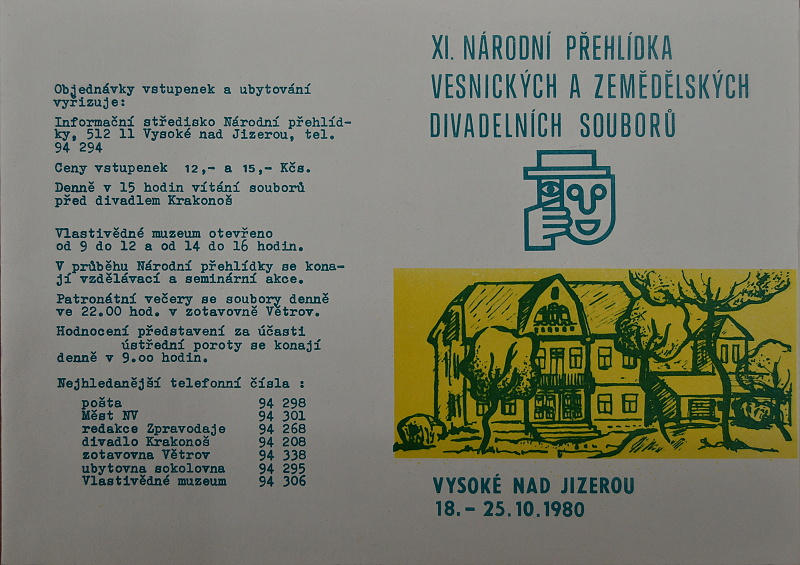 Objednávky vstupenek a ubytování
vyřizuje:
Informační středisko Národní přehlíd-
ky, 512 11 Vysoké nad Jizerou, tel.
94 294
Ceny vstupenek 12,- a 15,- Kčs.
Denně v 15 hodin vítání souborů
před divadlem Krakonoš
Vlastivědné muzeum otevřeno
od 9 do 12 a od 14 do 16 hodin.
V průběhu Národní přehlídky se kona-
jí vzdělávací a seminární akce.
Patronátní večery se soubory denně
ve 22.00 hod. v zotavovně Větrov.
Hodnocení představení za účasti
ústřední poroty se konají
denně v 9.oo hodin.
Nejhledanější telefonní čísla :
pošta 94 298
Měst NV 94 301
redakce Zpravodaje 94 268
divadlo Krakonoš 94 208
zotavovna Větrov 94 338
ubytovna sokolovna 94 295
Vlastivědné muzeum 94 306
XI. NÁRODNÍ PŘEHLÍDKA
VESNICKÝCH A ZEMĚDĚLSKÝCH
DIVADELNÍCH SOUBORŮ
VYSOKÉ NAD JIZEROU
18. – 25.10.1980